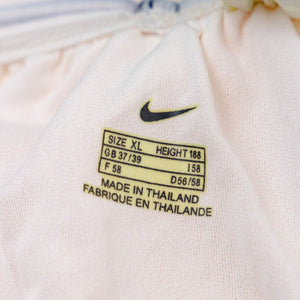 SIZE XL HEIGHT 188
GB 37/39 I 58
F 58 D 56/58
MADE IN THAILAND
FABRIQUE EN THAILANDE